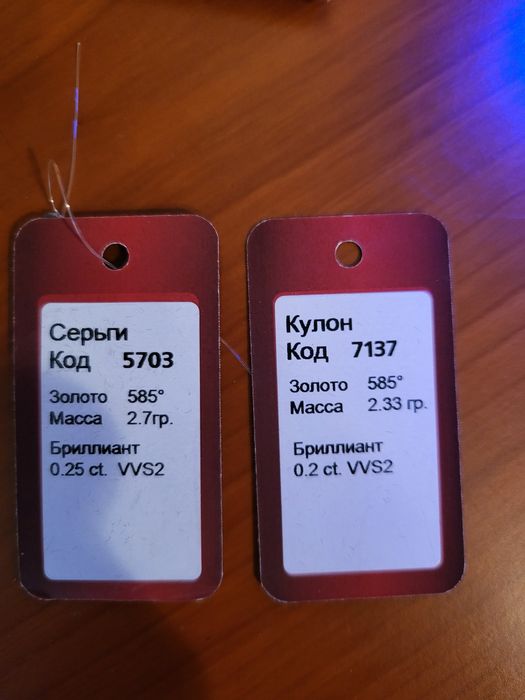 Серьги
Код 5703
Золото 585°
Масса 2.7гр.
Бриллиант
0.25 ct. VVS2
Кулон
Код 7137
Золото 585°
Масса 2.33 гр.
Бриллиант
0.2 ct. VVS2